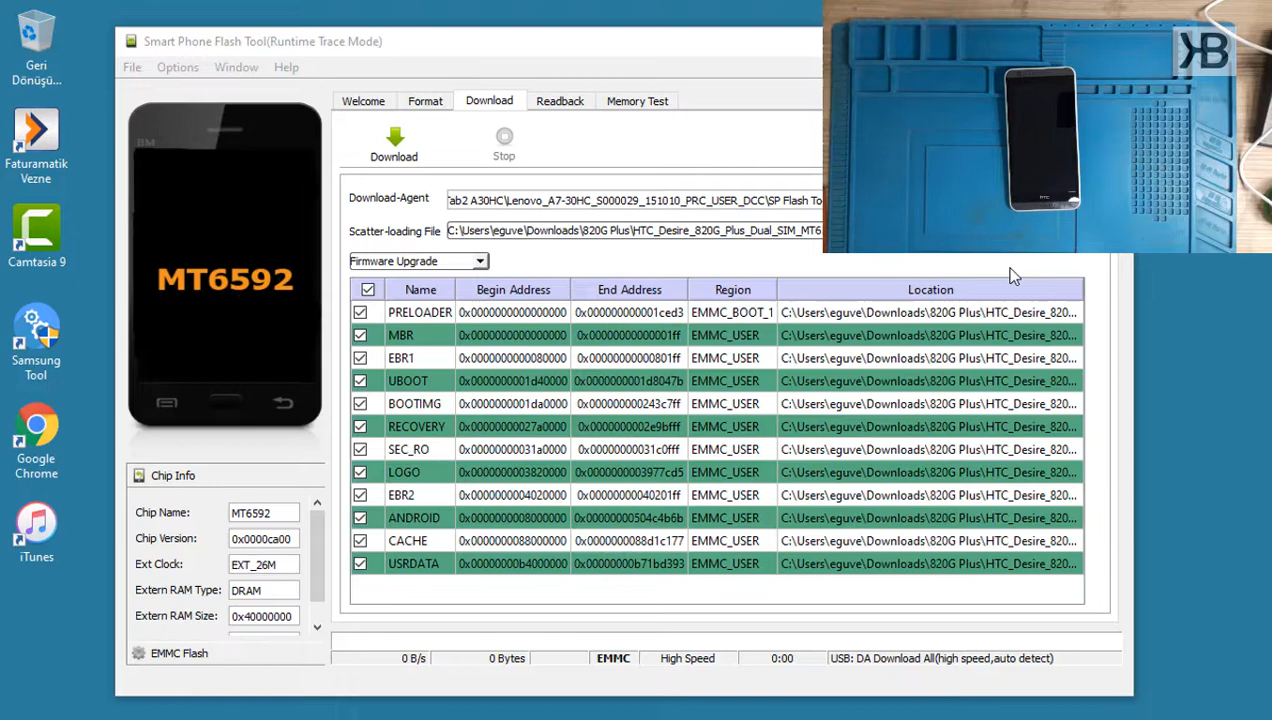 Geri
Dönüşü...
Faturamatik
Vezne
Camtasia 9
Samsung
Tool
Google
Chrome
iTunes
Smart Phone Flash Tool(Runtime Trace Mode)
File Options Window Help
BM
MT6592
Welcome Format Download Readback Memory Test
Download Stop
Download-Agent ab2 A30HC\Lenovo_A7-30HC_S000029_151010_PRC_USER_DCC\SP Flash Too
Scatter-loading File C:\Users\eguve\Downloads\820G Plus\HTC_Desire_820G_Plus_Dual_SIM_MT6
Firmware Upgrade
Name Begin Address End Address Region Location
PRELOADER 0x0000000000000000 0x000000000001ced3 EMMC_BOOT_1 C:\Users\eguve\Downloads\820G Plus\HTC_Desire_820...
MBR 0x0000000000000000 0x00000000000001ff EMMC_USER C:\Users\eguve\Downloads\820G Plus\HTC_Desire_820...
EBR1 0x0000000000080000 0x00000000000801ff EMMC_USER C:\Users\eguve\Downloads\820G Plus\HTC_Desire_820...
UBOOT 0x0000000001d40000 0x0000000001d8047b EMMC_USER C:\Users\eguve\Downloads\820G Plus\HTC_Desire_820...
BOOTIMG 0x0000000001da0000 0x000000000243c7ff EMMC_USER C:\Users\eguve\Downloads\820G Plus\HTC_Desire_820...
RECOVERY 0x00000000027a0000 0x0000000002e9bfff EMMC_USER C:\Users\eguve\Downloads\820G Plus\HTC_Desire_820...
SEC_RO 0x00000000031a0000 0x00000000031c0fff EMMC_USER C:\Users\eguve\Downloads\820G Plus\HTC_Desire_820...
LOGO 0x0000000003820000 0x0000000003977cd5 EMMC_USER C:\Users\eguve\Downloads\820G Plus\HTC_Desire_820...
EBR2 0x0000000004020000 0x00000000040201ff EMMC_USER C:\Users\eguve\Downloads\820G Plus\HTC_Desire_820...
ANDROID 0x0000000008000000 0x00000000504c4b6b EMMC_USER C:\Users\eguve\Downloads\820G Plus\HTC_Desire_820...
CACHE 0x0000000088000000 0x0000000088d1c177 EMMC_USER C:\Users\eguve\Downloads\820G Plus\HTC_Desire_820...
USRDATA 0x00000000b4000000 0x00000000b71bd393 EMMC_USER C:\Users\eguve\Downloads\820G Plus\HTC_Desire_820...
Chip Info
Chip Name: MT6592
Chip Version: 0x0000ca00
Ext Clock: EXT_26M
Extern RAM Type: DRAM
Extern RAM Size: 0x40000000
EMMC Flash
0 B/s 0 Bytes EMMC High Speed 0:00 USB: DA Download All(high speed,auto detect)
KB
hTC